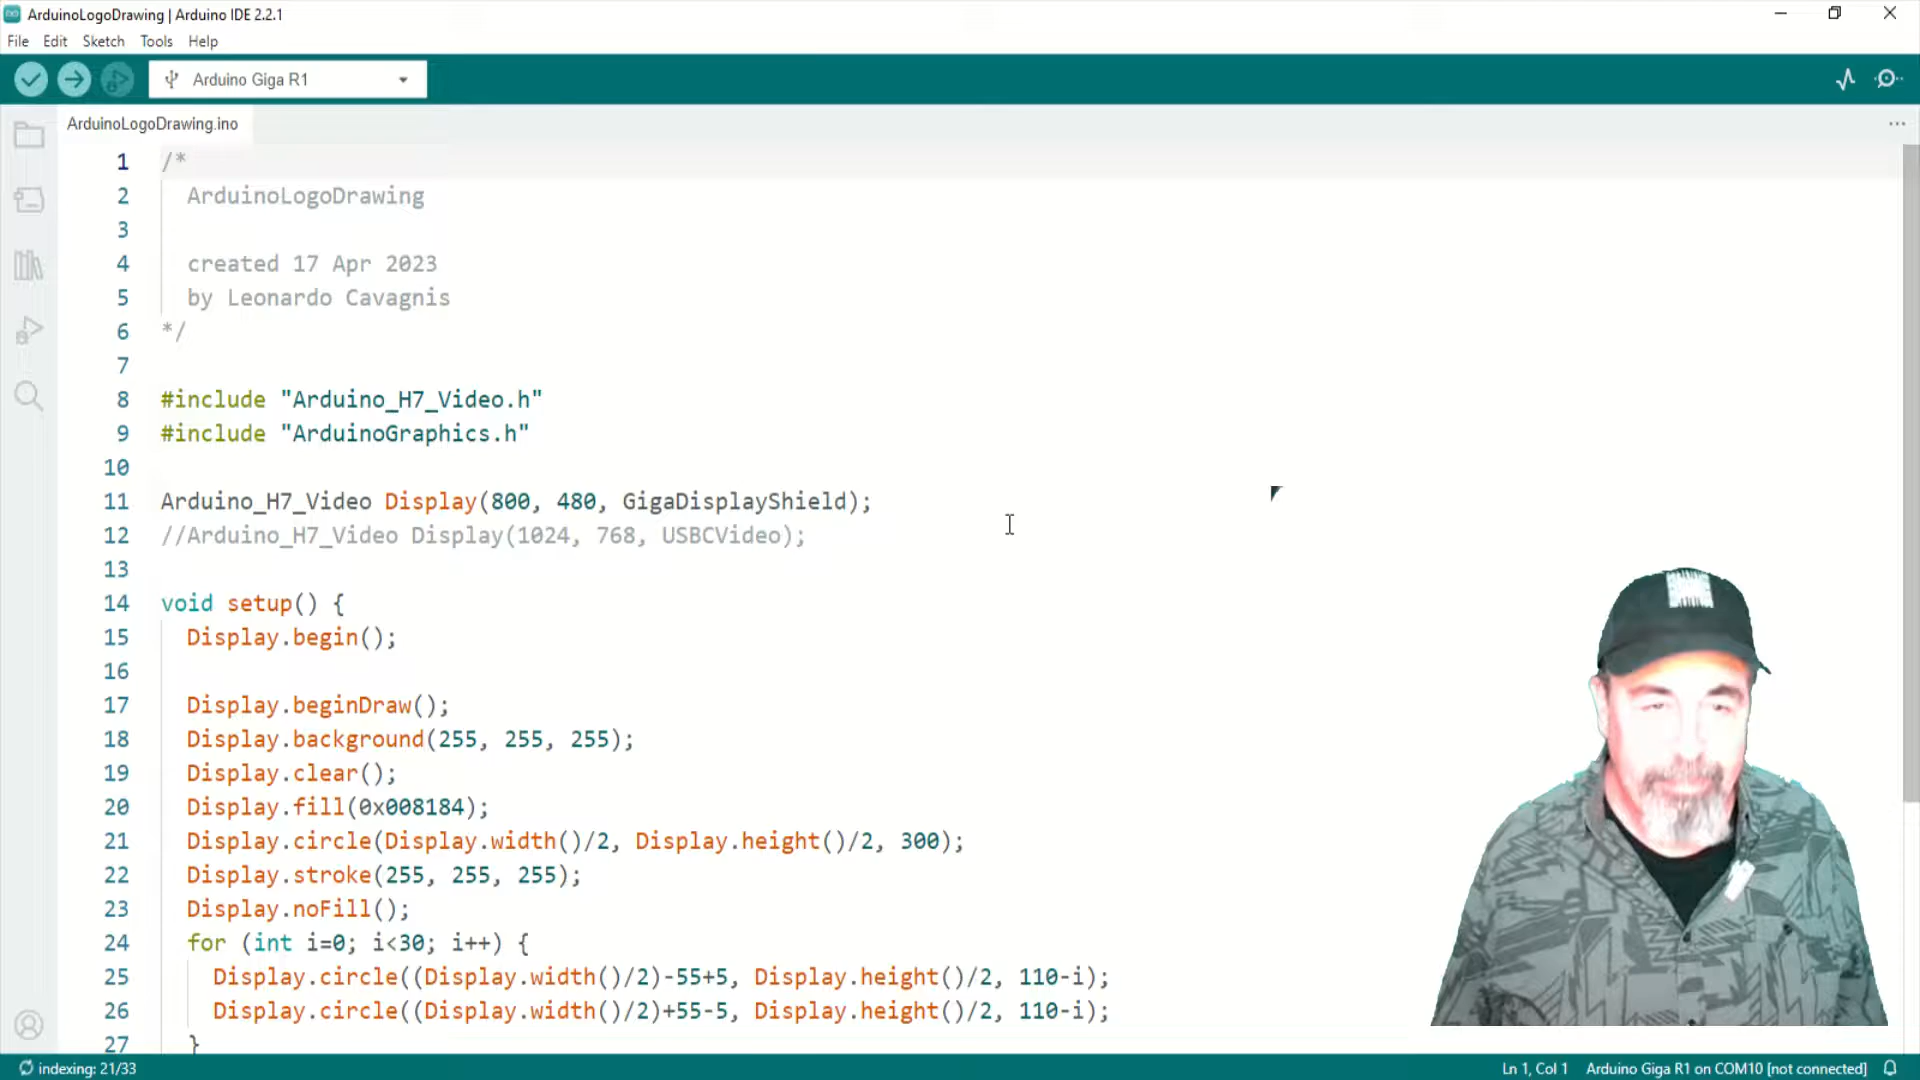 ArduinoLogoDrawing | Arduino IDE 2.2.1
File Edit Sketch Tools Help
Arduino Giga R1
ArduinoLogoDrawing.ino
1 /*
2 ArduinoLogoDrawing
3
4 created 17 Apr 2023
5 by Leonardo Cavagnis
6 */
7
8 #include "Arduino_H7_Video.h"
9 #include "ArduinoGraphics.h"
10
11 Arduino_H7_Video Display(800, 480, GigaDisplayShield);
12 //Arduino_H7_Video Display(1024, 768, USBCVideo);
13
14 void setup() {
15 Display.begin();
16
17 Display.beginDraw();
18 Display.background(255, 255, 255);
19 Display.clear();
20 Display.fill(0x008184);
21 Display.circle(Display.width()/2, Display.height()/2, 300);
22 Display.stroke(255, 255, 255);
23 Display.noFill();
24 for (int i=0; i<30; i++) {
25 Display.circle((Display.width()/2)-55+5, Display.height()/2, 110-i);
26 Display.circle((Display.width()/2)+55-5, Display.height()/2, 110-i);
27 }
indexing: 21/33 Ln 1, Col 1 Arduino Giga R1 on COM10 [not connected]